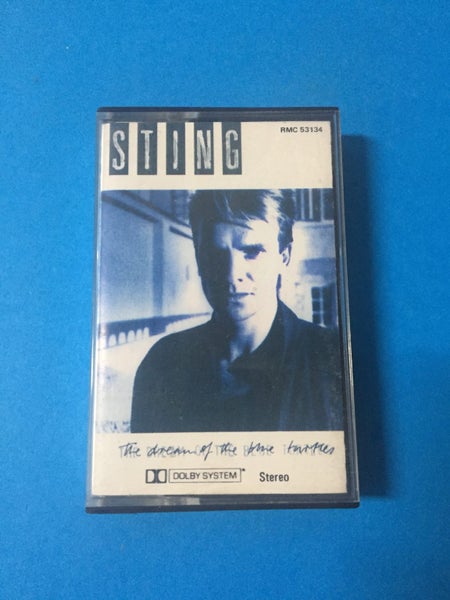 STING
RMC 53134
The dream of the blue turtles
DOLBY SYSTEM
Stereo